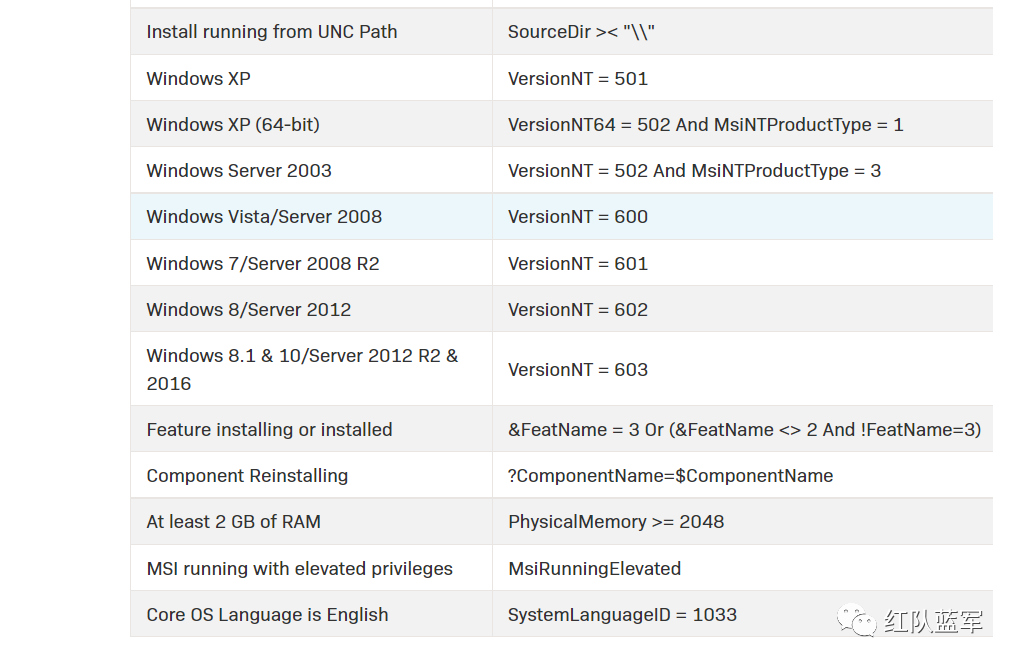 Install running from UNC Path SourceDir >< "\\"
Windows XP VersionNT = 501
Windows XP (64-bit) VersionNT64 = 502 And MsiNTProductType = 1
Windows Server 2003 VersionNT = 502 And MsiNTProductType = 3
Windows Vista/Server 2008 VersionNT = 600
Windows 7/Server 2008 R2 VersionNT = 601
Windows 8/Server 2012 VersionNT = 602
Windows 8.1 & 10/Server 2012 R2 &
2016
VersionNT = 603
Feature installing or installed &FeatName = 3 Or (&FeatName <> 2 And !FeatName=3)
Component Reinstalling ?ComponentName=$ComponentName
At least 2 GB of RAM PhysicalMemory >= 2048
MSI running with elevated privileges MsiRunningElevated
Core OS Language is English SystemLanguageID = 1033
红队蓝军